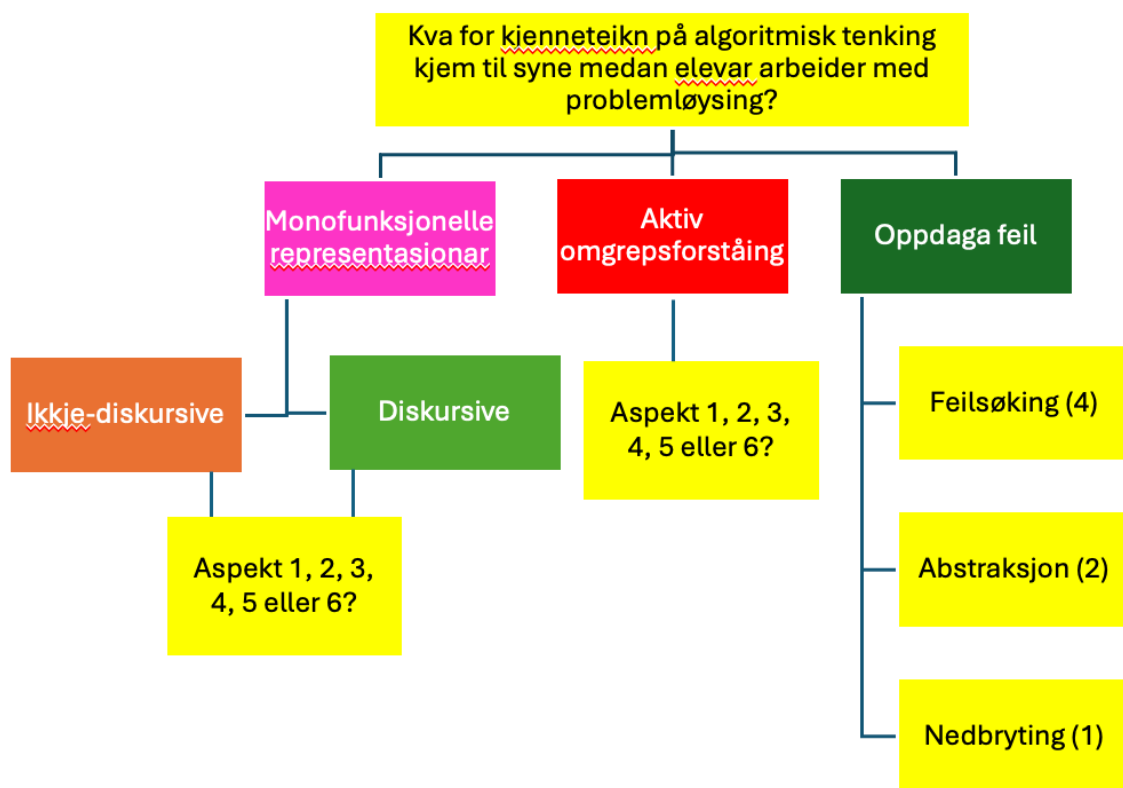 Kva for kjenneteikn på algoritmisk tenking
kjem til syne medan elevar arbeider med
problemløysing?
Monofunksjonelle
representasjonar
Aktiv
omgrepsforståing
Oppdaga feil
Ikkje-diskursive
Diskursive
Aspekt 1, 2, 3,
4, 5 eller 6?
Feilsøking (4)
Aspekt 1, 2, 3,
4, 5 eller 6?
Abstraksjon (2)
Nedbryting (1)